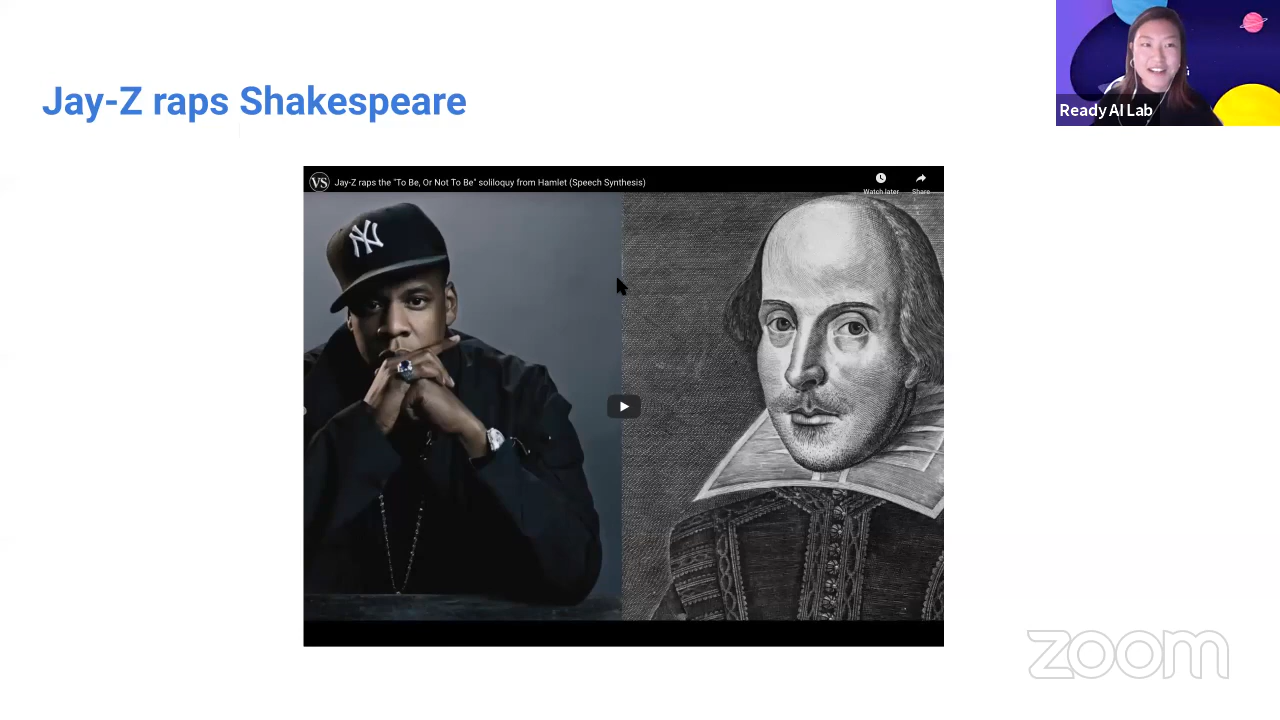 Jay-Z raps Shakespeare
Ready AI Lab
VS Jay-Z raps the "To Be, Or Not To Be" soliloquy from Hamlet (Speech Synthesis)
Watch later
Share
NY
zoom